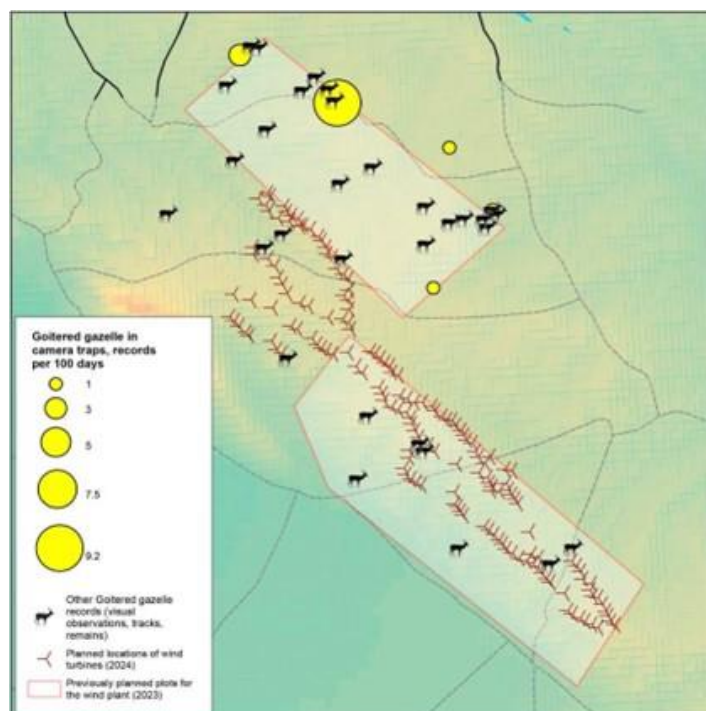 Goitered gazelle in
camera traps, records
per 100 days
1
3
5
7.5
9.2
Other Goitered gazelle
records (visual
observations, tracks,
remains)
Planned locations of wind
turbines (2024)
Previously planned plots for
the wind plant (2023)